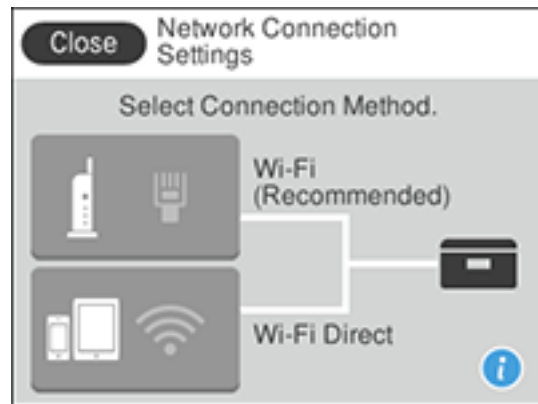 Close
Network Connection
Settings
Select Connection Method.
Wi-Fi
(Recommended)
Wi-Fi Direct
i